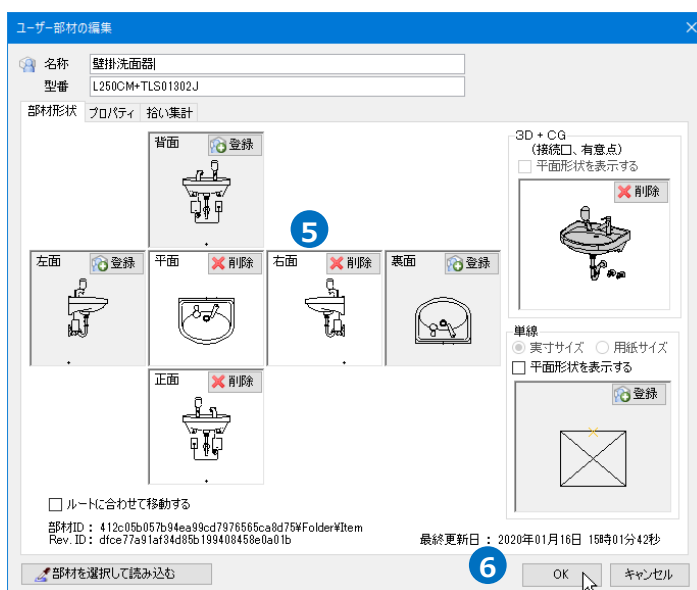 ユーザー部材の編集
名称 壁掛洗面器
型番 L250CM+TLS01302J
部材形状 プロパティ 拾い集計
背面 登録
3D + CG
(接続口、有意点)
平面形状を表示する
削除
5
左面 登録 平面 削除 右面 削除 裏面 登録
単線
実寸サイズ 用紙サイズ
平面形状を表示する
正面 削除
登録
ルートに合わせて移動する
部材ID : 412c05b057b94ea99cd7976565ca8d75¥Folder¥Item
Rev. ID : dfce77a91af34d85b199408458e0a01b 最終更新日 : 2020年01月16日 15時01分42秒
部材を選択して読み込む 6 OK キャンセル